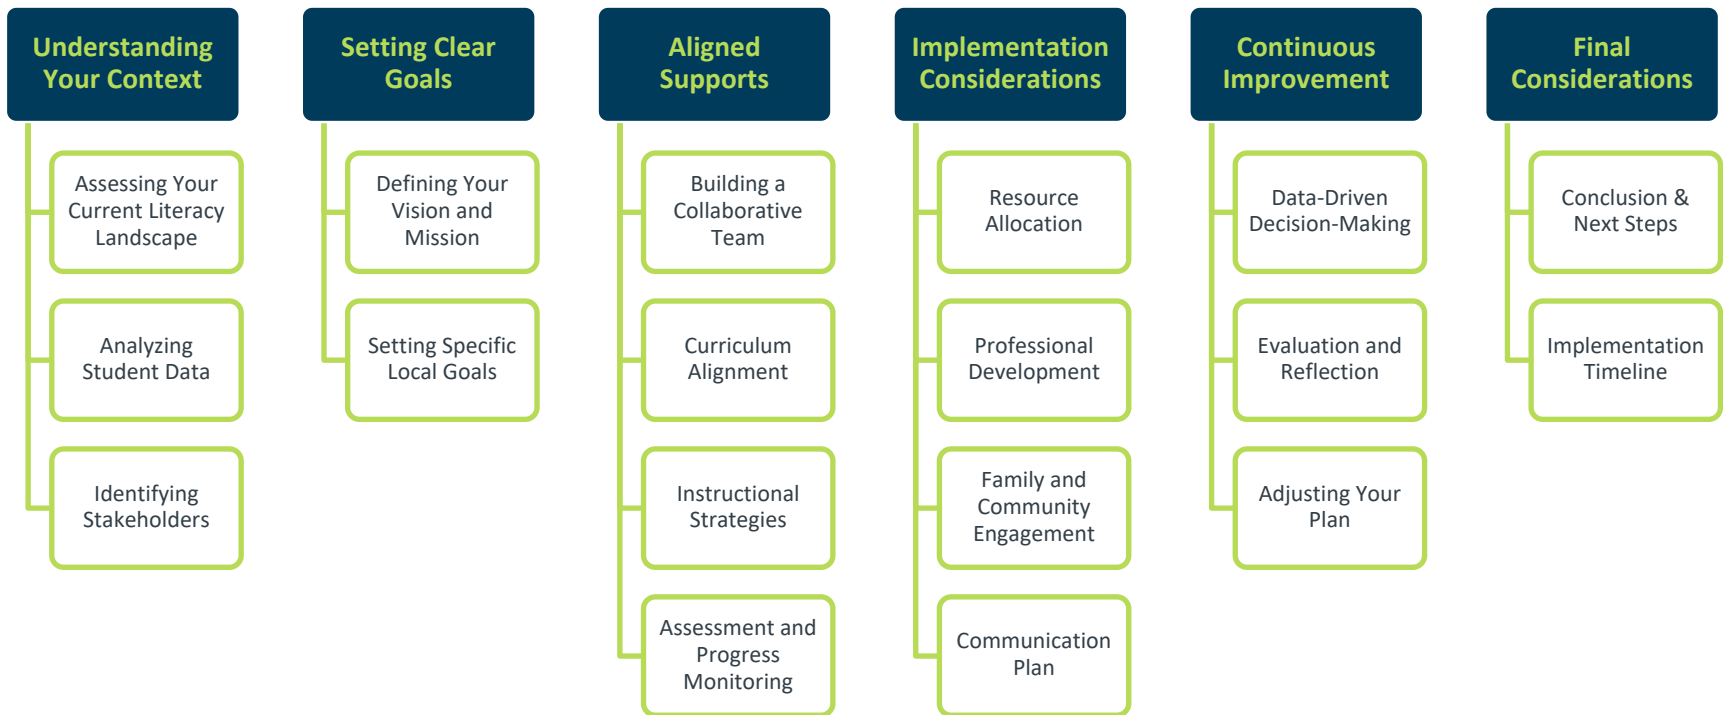 Understanding
Your Context
Assessing Your
Current Literacy
Landscape
Analyzing
Student Data
Identifying
Stakeholders
Setting Clear
Goals
Defining Your
Vision and
Mission
Setting Specific
Local Goals
Aligned
Supports
Building a
Collaborative
Team
Curriculum
Alignment
Instructional
Strategies
Assessment and
Progress
Monitoring
Implementation
Considerations
Resource
Allocation
Professional
Development
Family and
Community
Engagement
Communication
Plan
Continuous
Improvement
Data-Driven
Decision-Making
Evaluation and
Reflection
Adjusting Your
Plan
Final
Considerations
Conclusion &
Next Steps
Implementation
Timeline